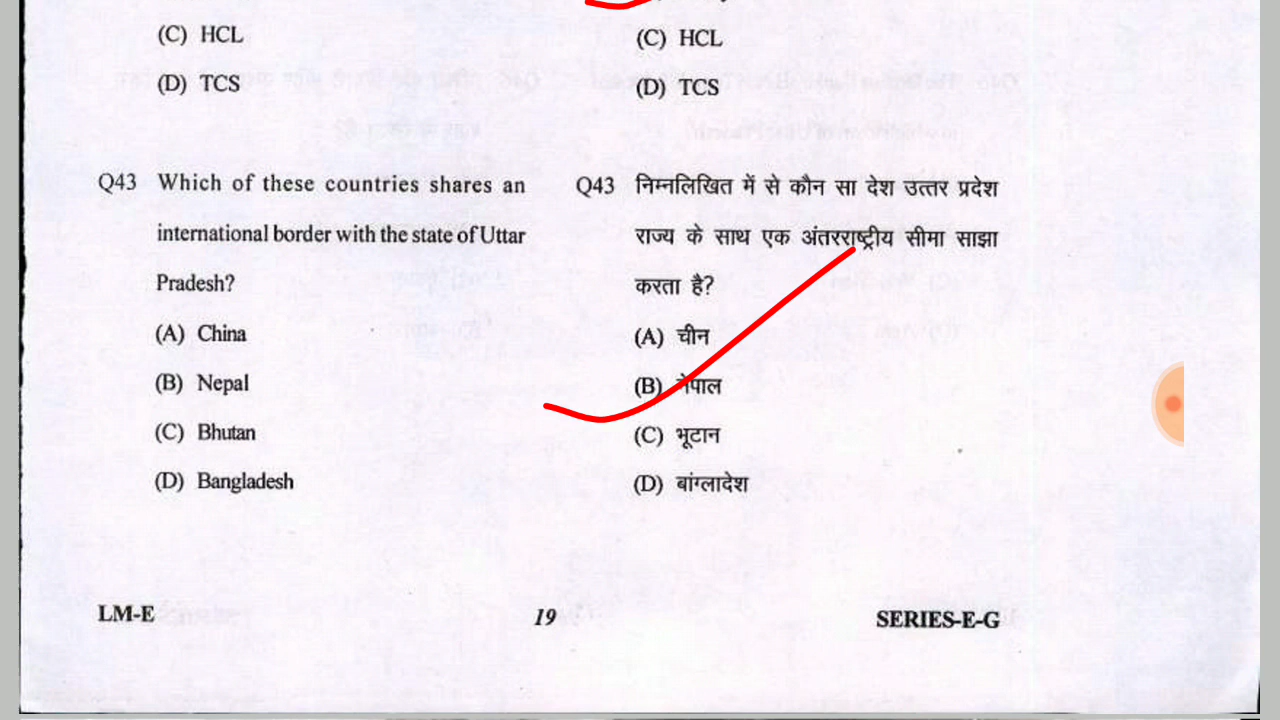 (C) HCL
(D) TCS
Q43 Which of these countries shares an
international border with the state of Uttar
Pradesh?
(A) China
(B) Nepal
(C) Bhutan
(D) Bangladesh
(C) HCL
(D) TCS
Q43 निम्नलिखित में से कौन सा देश उत्तर प्रदेश
राज्य के साथ एक अंतरराष्ट्रीय सीमा साझा
करता है?
(A) चीन
(B) नेपाल
(C) भूटान
(D) बांग्लादेश
LM-E 19 SERIES-E-G